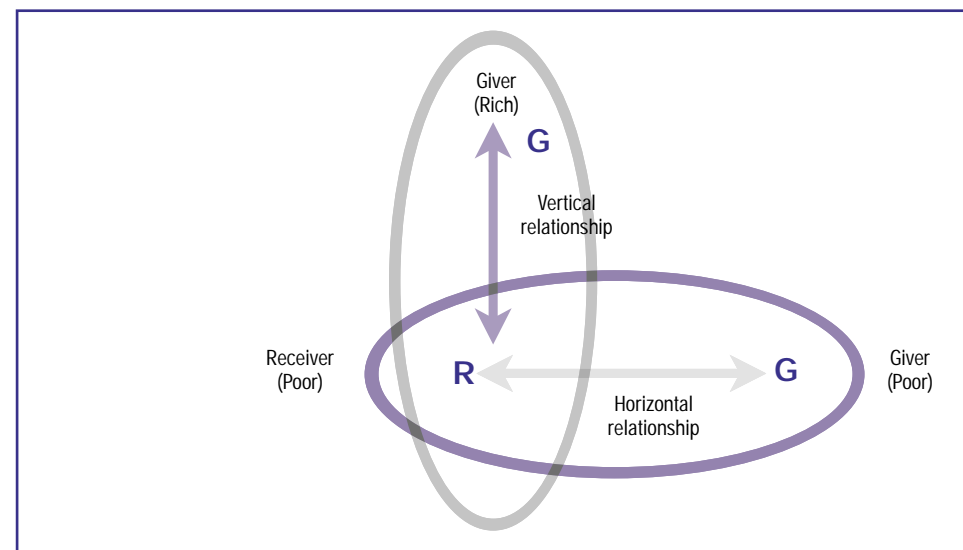 Giver
(Rich)
G
Vertical
relationship
Receiver
(Poor)
R
G
Giver
(Poor)
Horizontal
relationship